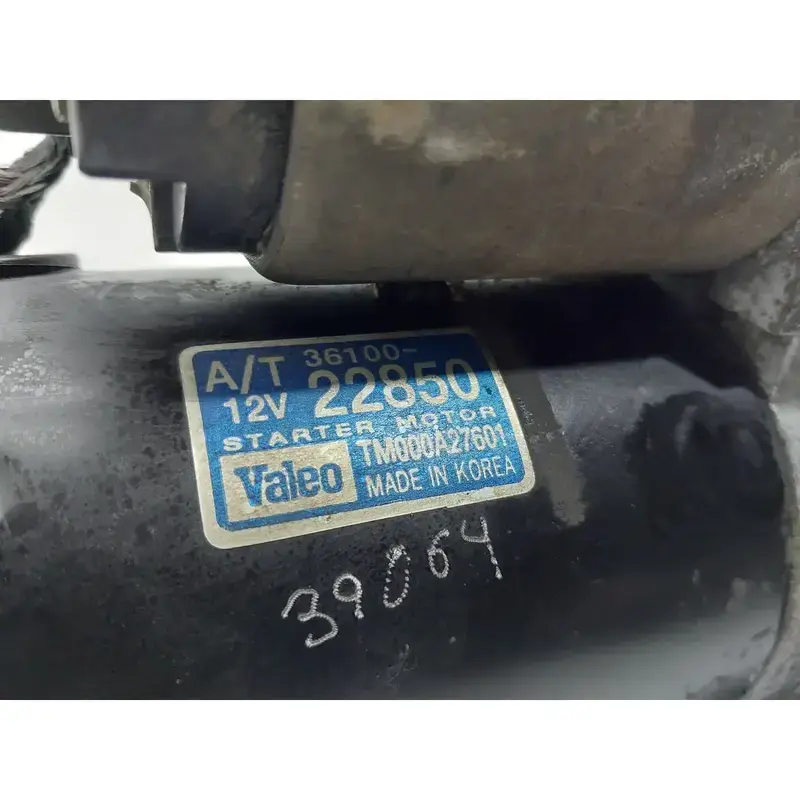 A/T 36100-
12V 22850
STARTER MOTOR
Valeo TM000A27601
MADE IN KOREA
39064